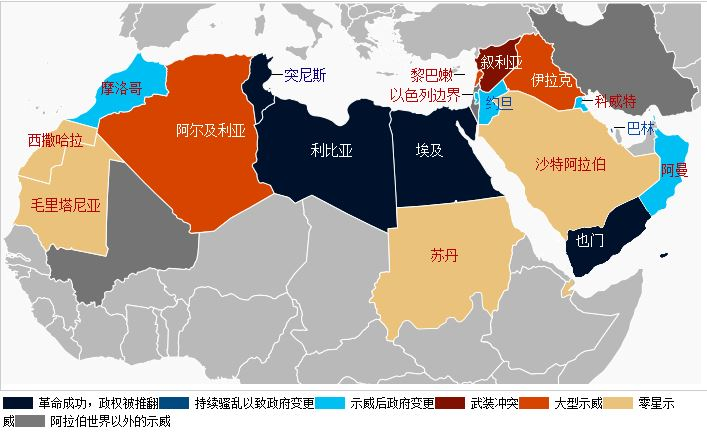 突尼斯
叙利亚
黎巴嫩
伊拉克
摩洛哥
以色列边界
约旦
科威特
阿尔及利亚
巴林
西撒哈拉
利比亚
埃及
沙特阿拉伯
阿曼
毛里塔尼亚
也门
苏丹
革命成功，政权被推翻 持续骚乱以致政府变更 示威后政府变更 武装冲突 大型示威 零星示
威 阿拉伯世界以外的示威